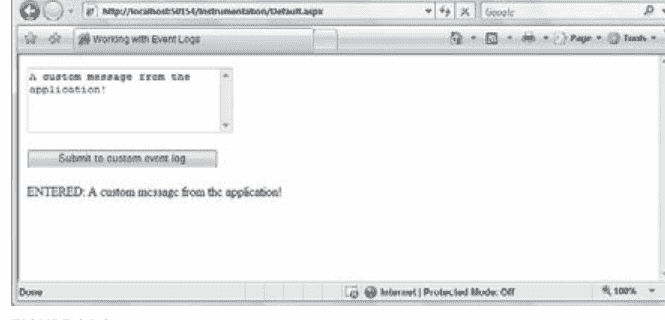 http://localhost:50154/Instrumentation/Default.aspx
Google
Working with Event Logs
Page
Tools
A custom message from the
application!
Submit to custom event log
ENTERED: A custom message from the application!
Done
Internet | Protected Mode: Off
100%